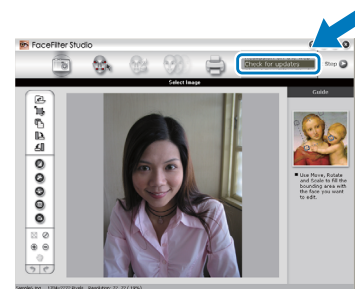 FaceFilter Studio
Check for updates
Stop
Select Image
Guide
Use Move, Rotate
and Scale to fill the
bounding area with
the face you want
to edit.